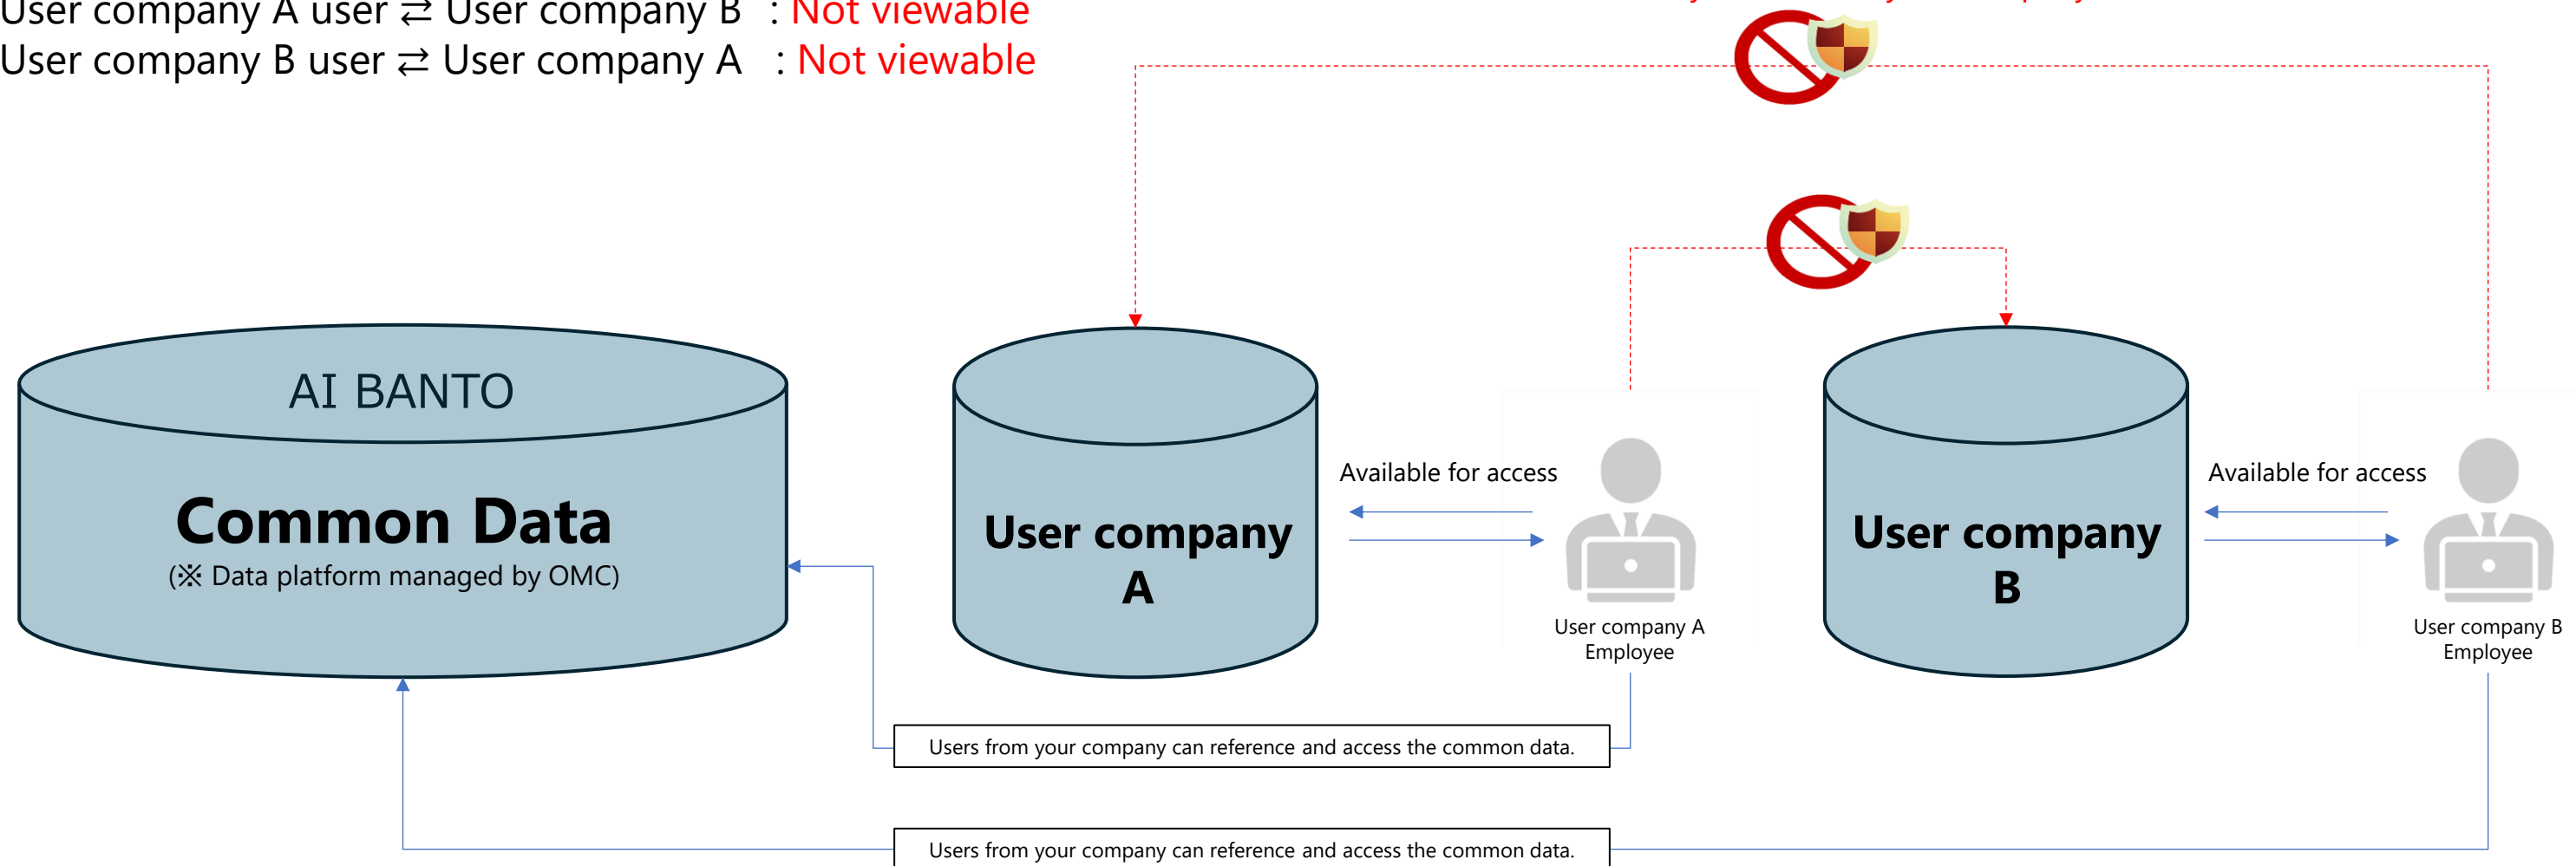 User company A user ⇄ User company B : Not viewable
User company B user ⇄ User company A : Not viewable
AI BANTO
Common Data
(※ Data platform managed by OMC)
User company
A
Available for access
User company A
Employee
User company
B
Available for access
User company B
Employee
Users from your company can reference and access the common data.
Users from your company can reference and access the common data.